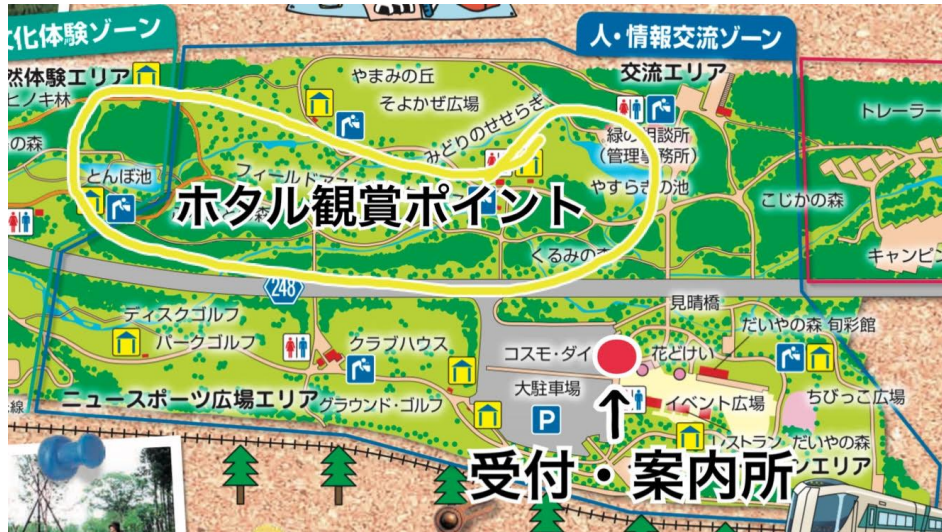 化体験ゾーン
人・情報交流ゾーン
然体験エリア
ヒノキ林
の森
やまみの丘
そよかぜ広場
みどりのせせらぎ
交流エリア
緑の相談所
(管理事務所)
やすらぎの池
トレーラー
こじかの森
キャンピン
とんぼ池
フィールド
ホタル観賞ポイント
森
くるみの
248
見晴橋
ディスクゴルフ
パークゴルフ
クラブハウス
コスモ・ダイ
花どけい
だいやの森 旬彩館
大駐車場
P
イベント広場
ちびっこ広場
ニュースポーツ広場エリア
グラウンド・ゴルフ
線
レストラン だいやの森
ンエリア
受付・案内所